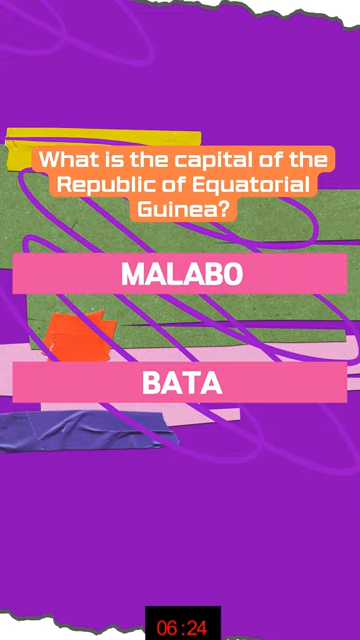 What is the capital of the
Republic of Equatorial
Guinea?
MALABO
BATA
06:24